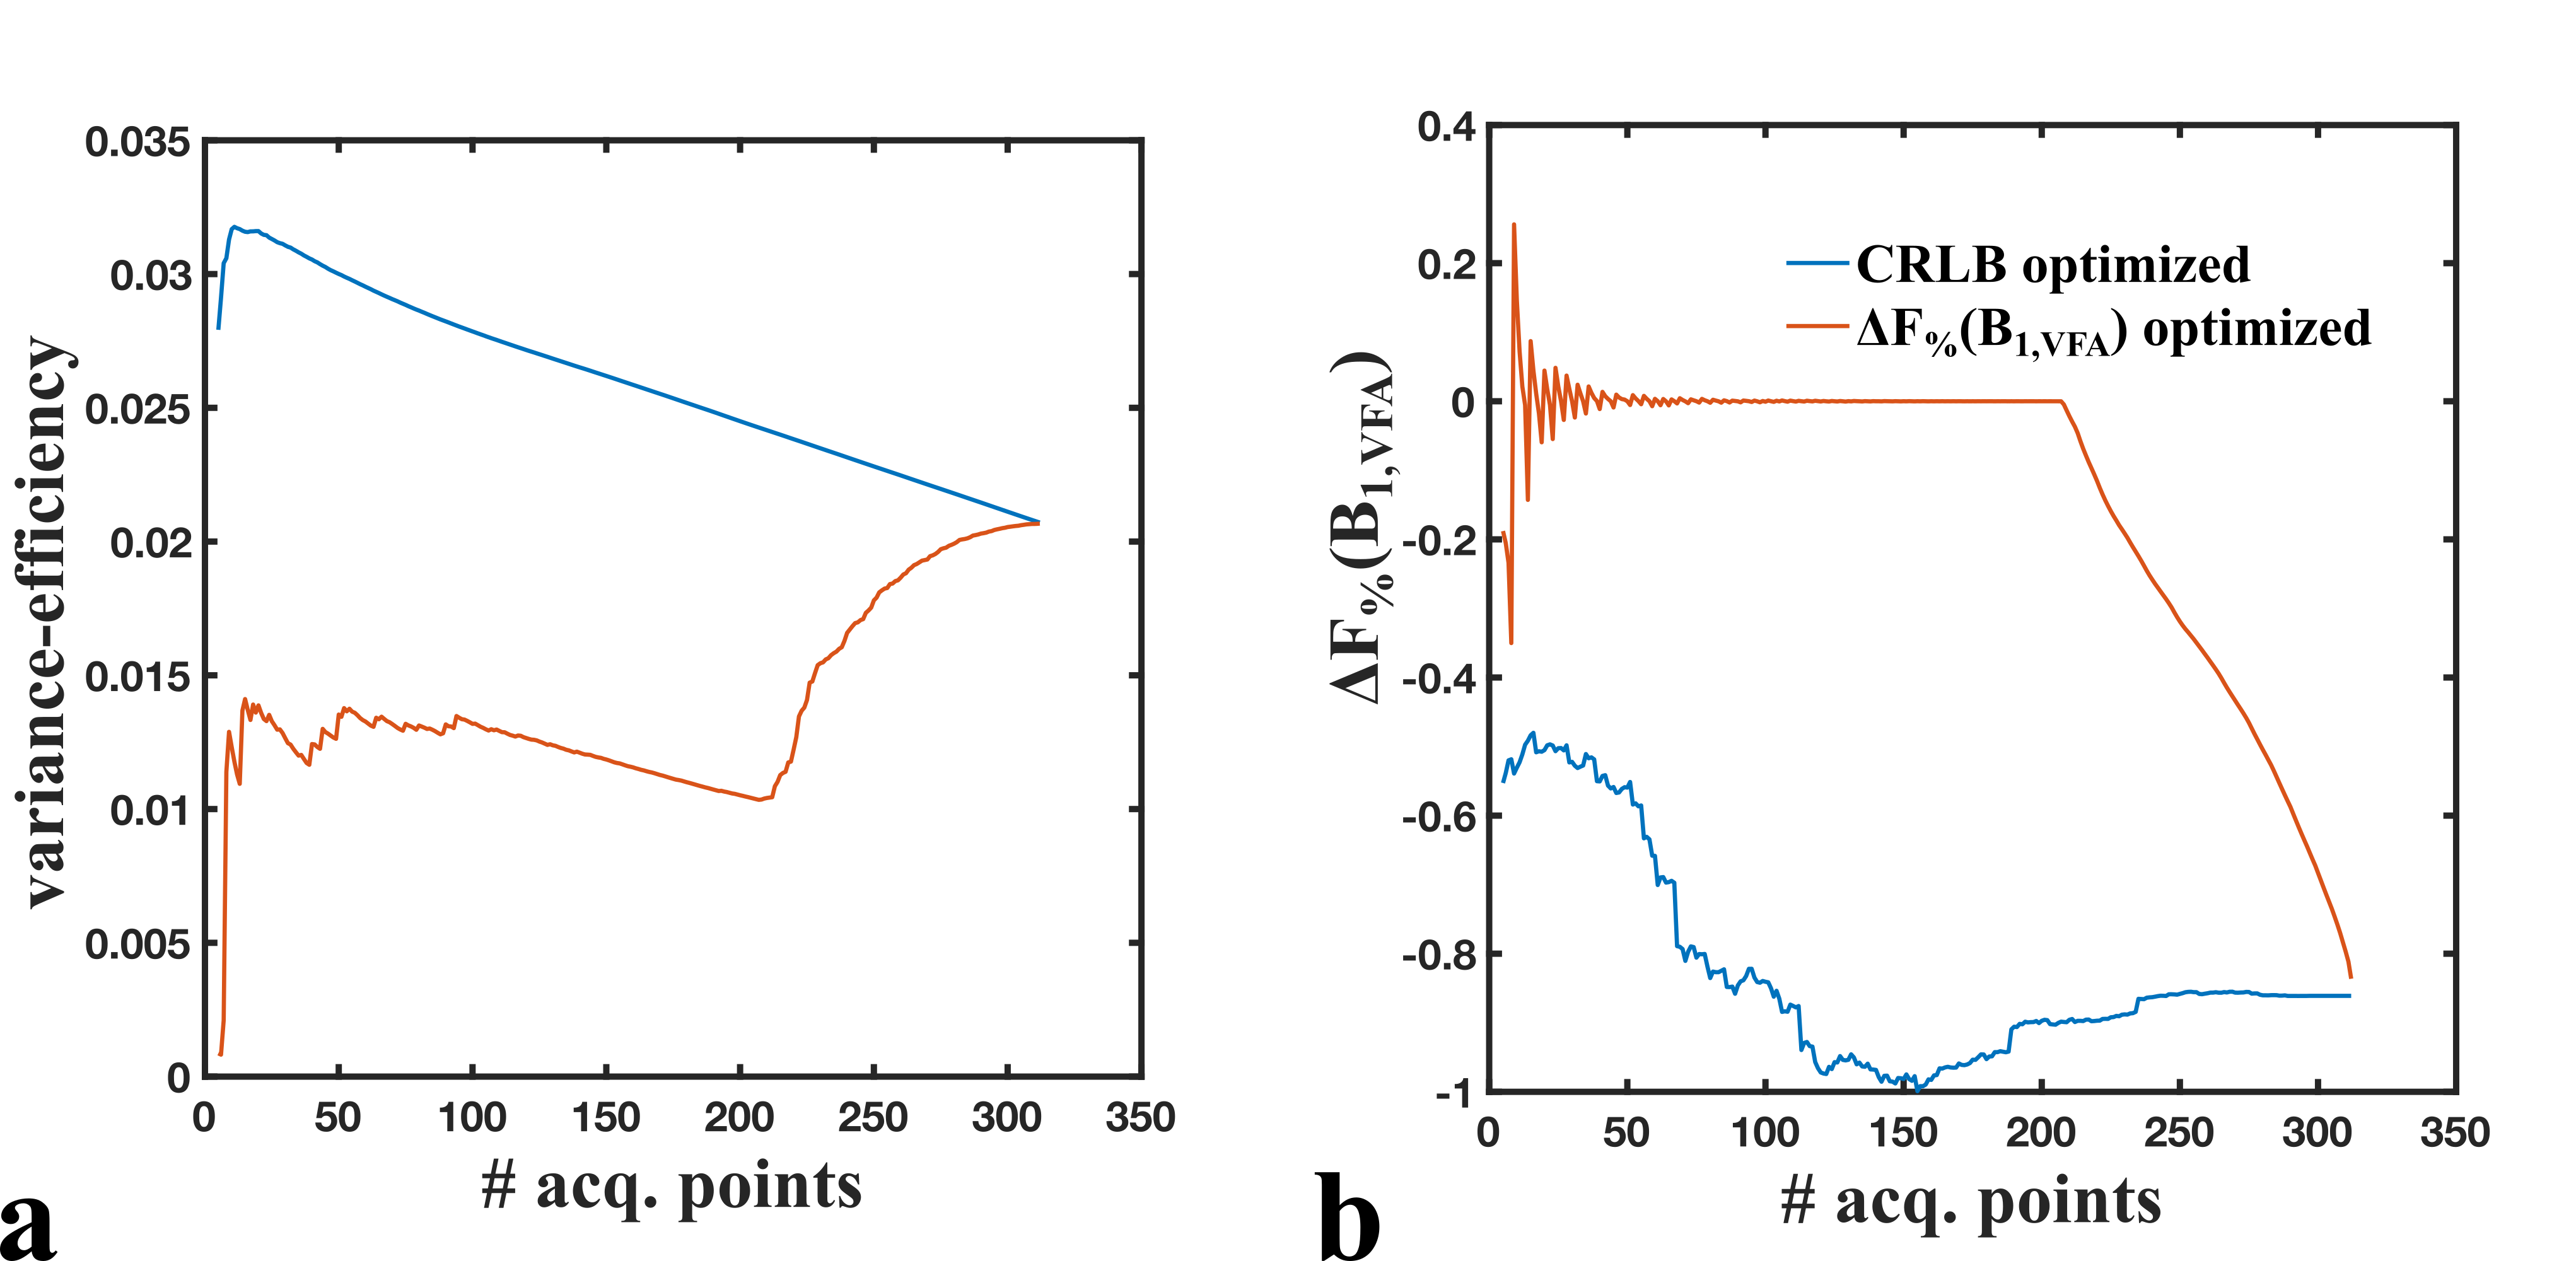 0.035
0.03
0.025
0.02
0.015
0.01
0.005
0
variance-efficiency
0 50 100 150 200 250 300 350
# acq. points
a
0.4
0.2
0
-0.2
-0.4
-0.6
-0.8
-1
ΔF%(B1,VFA)
CRLB optimized
ΔF%(B1,VFA) optimized
0 50 100 150 200 250 300 350
# acq. points
b